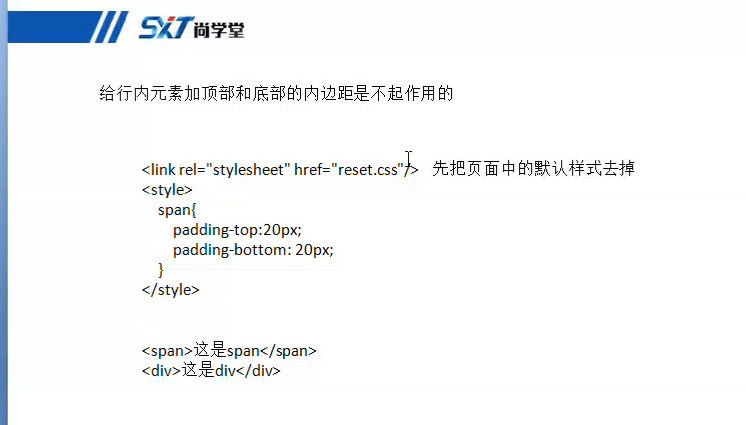 SXT 尚学堂
给行内元素加顶部和底部的内边距是不起作用的
<link rel="stylesheet" href="reset.css"/> 先把页面中的默认样式去掉
<style>
span{
padding-top:20px;
padding-bottom: 20px;
}
</style>
<span>这是span</span>
<div>这是div</div>